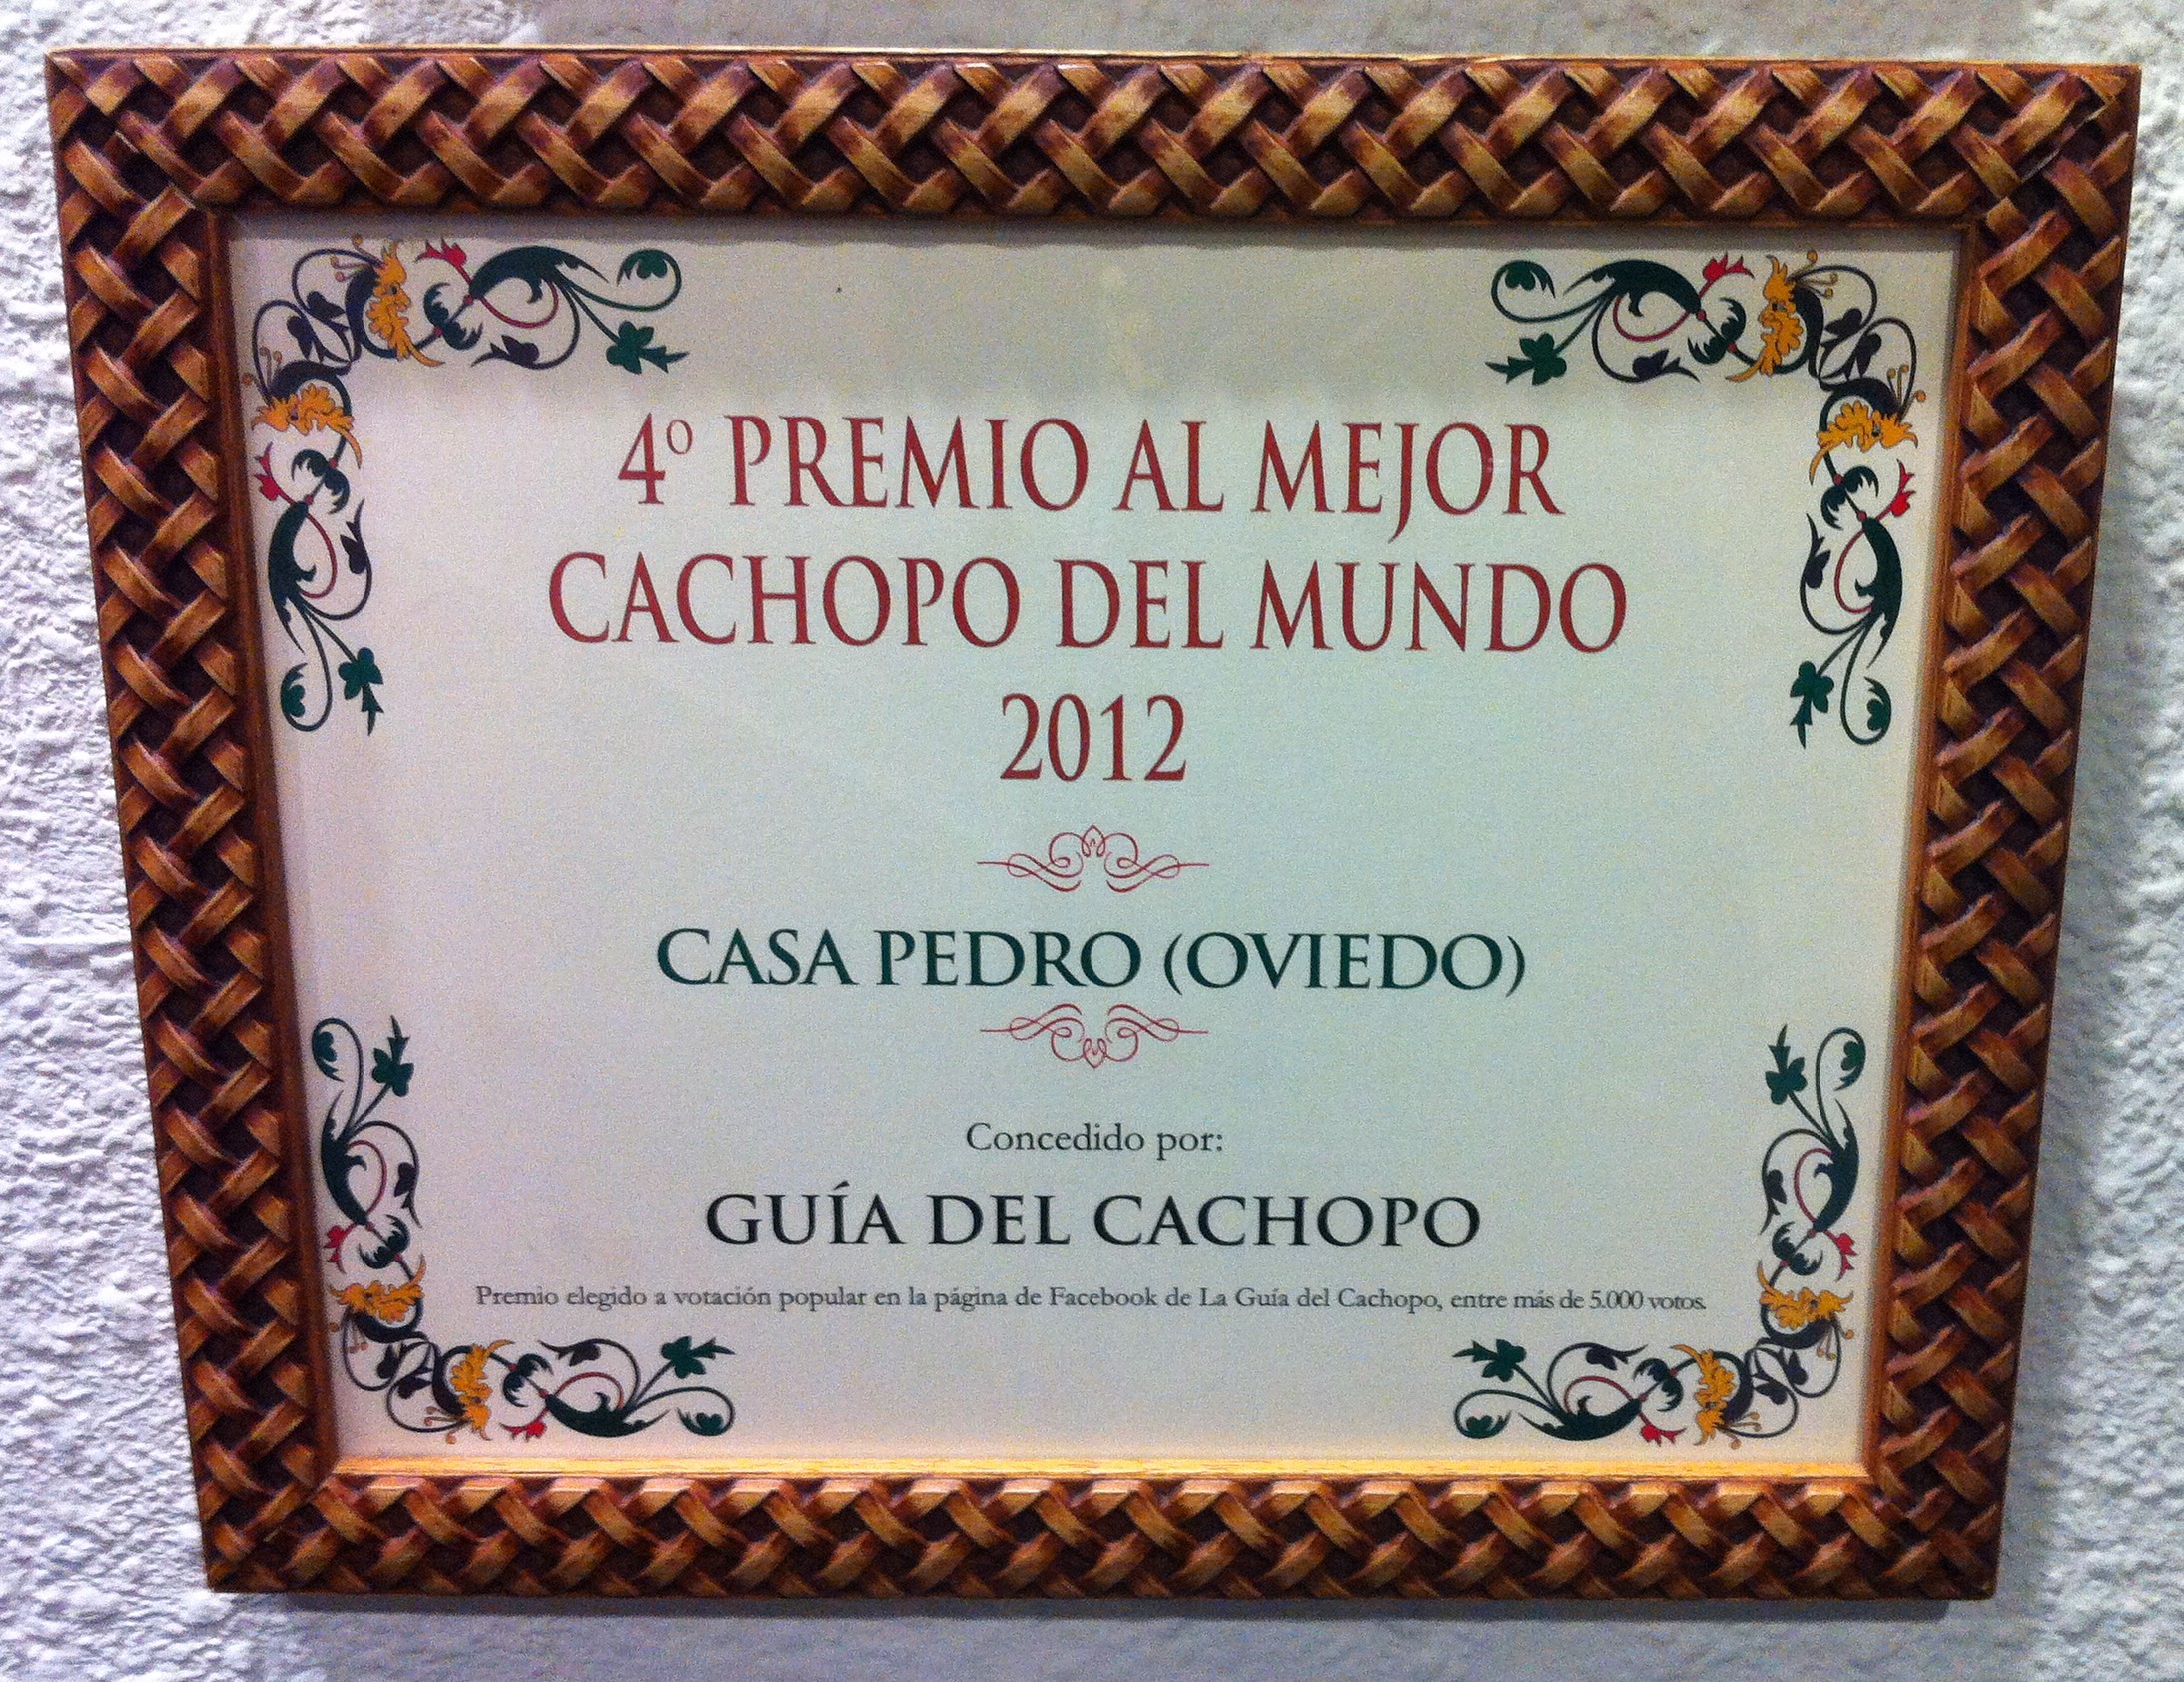 4º PREMIO AL MEJOR
CACHOPO DEL MUNDO
2012
CASA PEDRO (OVIEDO)
Concedido por:
GUÍA DEL CACHOPO
Premio elegido a votación popular en la página de Facebook de La Guía del Cachopo, entre más de 5.000 votos.